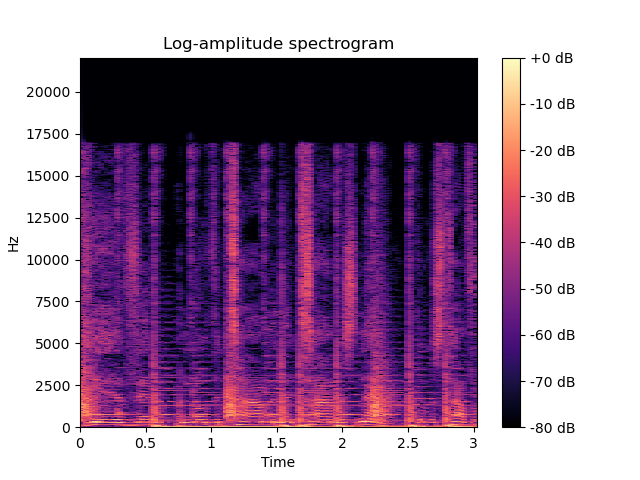 Log-amplitude spectrogram
20000
17500
15000
12500
10000
7500
5000
2500
0
Hz
0
0.5
1
1.5
2
2.5
3
Time
+0 dB
-10 dB
-20 dB
-30 dB
-40 dB
-50 dB
-60 dB
-70 dB
-80 dB